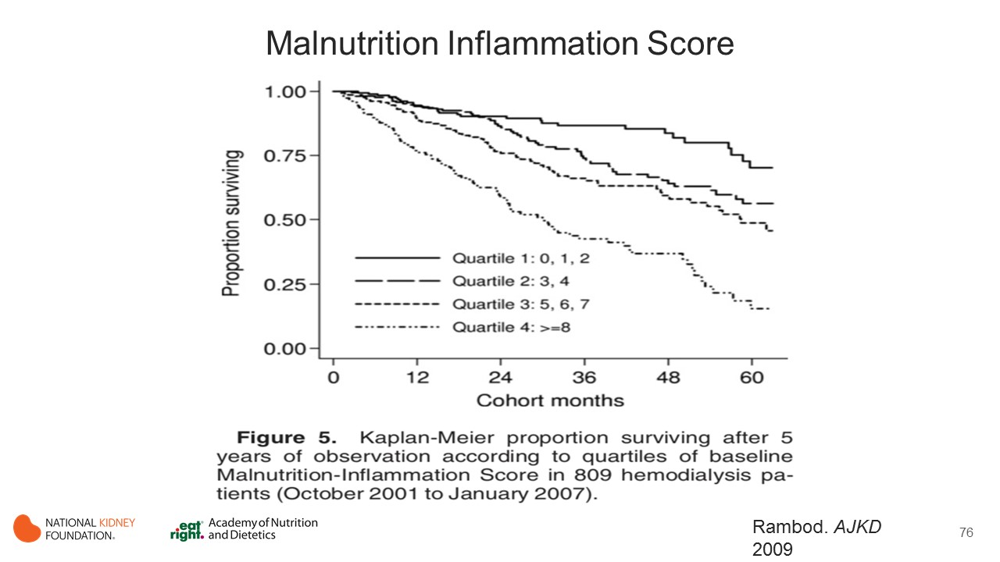 Malnutrition Inflammation Score
1.00
0.75
0.50
0.25
0.00
Proportion surviving
Quartile 1: 0, 1, 2
Quartile 2: 3, 4
Quartile 3: 5, 6, 7
Quartile 4: >=8
0 12 24 36 48 60
Cohort months
Figure 5. Kaplan-Meier proportion surviving after 5
years of observation according to quartiles of baseline
Malnutrition-Inflammation Score in 809 hemodialysis pa-
tients (October 2001 to January 2007).
NATIONAL KIDNEY
FOUNDATION®
eat
right.
Academy of Nutrition
and Dietetics
Rambod. AJKD
2009
76